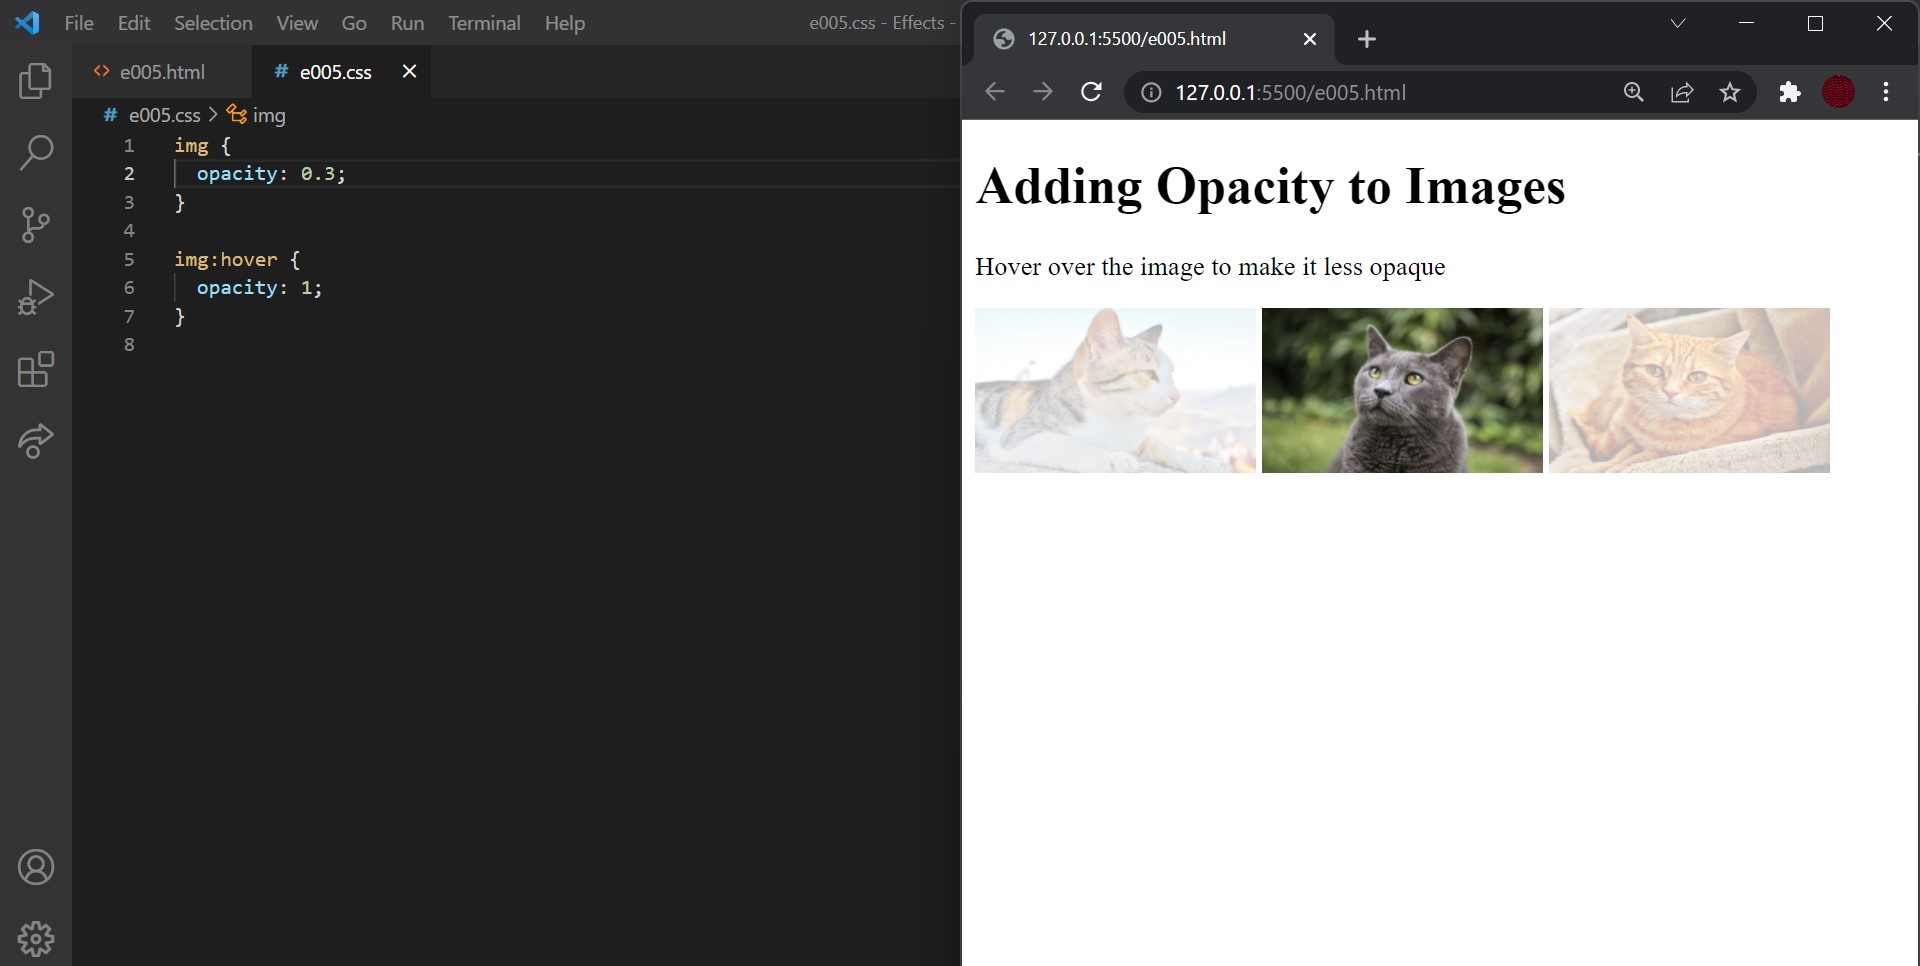 File Edit Selection View Go Run Terminal Help e005.css - Effects -
<> e005.html # e005.css
# e005.css > img
1 img {
2 opacity: 0.3;
3 }
4
5 img:hover {
6 opacity: 1;
7 }
8
127.0.0.1:5500/e005.html
127.0.0.1:5500/e005.html
Adding Opacity to Images
Hover over the image to make it less opaque